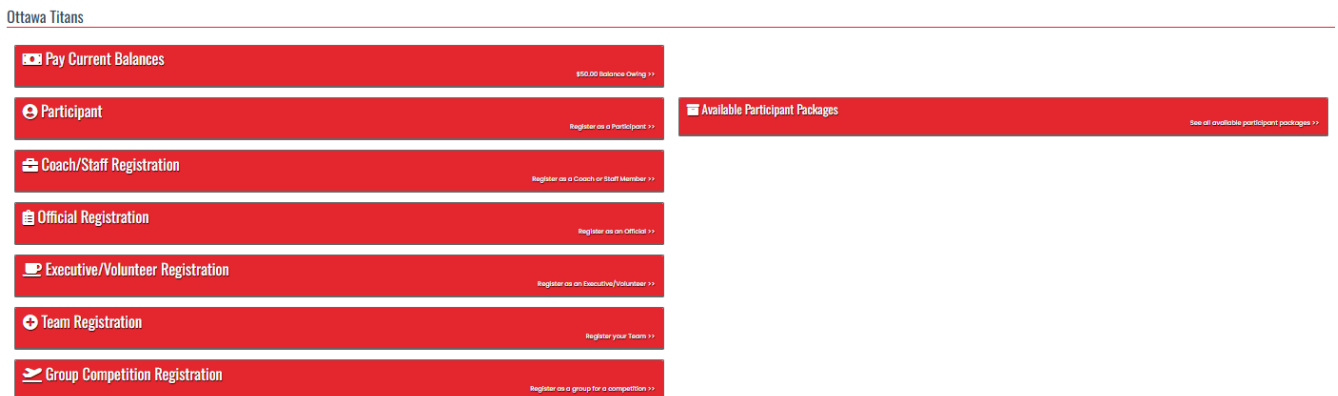 Ottawa Titans
Pay Current Balances
$50.00 Balance Owing >>
Participant
Register as a Participant >>
Available Participant Packages
See all available participant packages >>
Coach/Staff Registration
Register as a Coach or Staff Member >>
Official Registration
Register as an Official >>
Executive/Volunteer Registration
Register as an Executive/Volunteer >>
Team Registration
Register your Team >>
Group Competition Registration
Register as a group for a competition >>